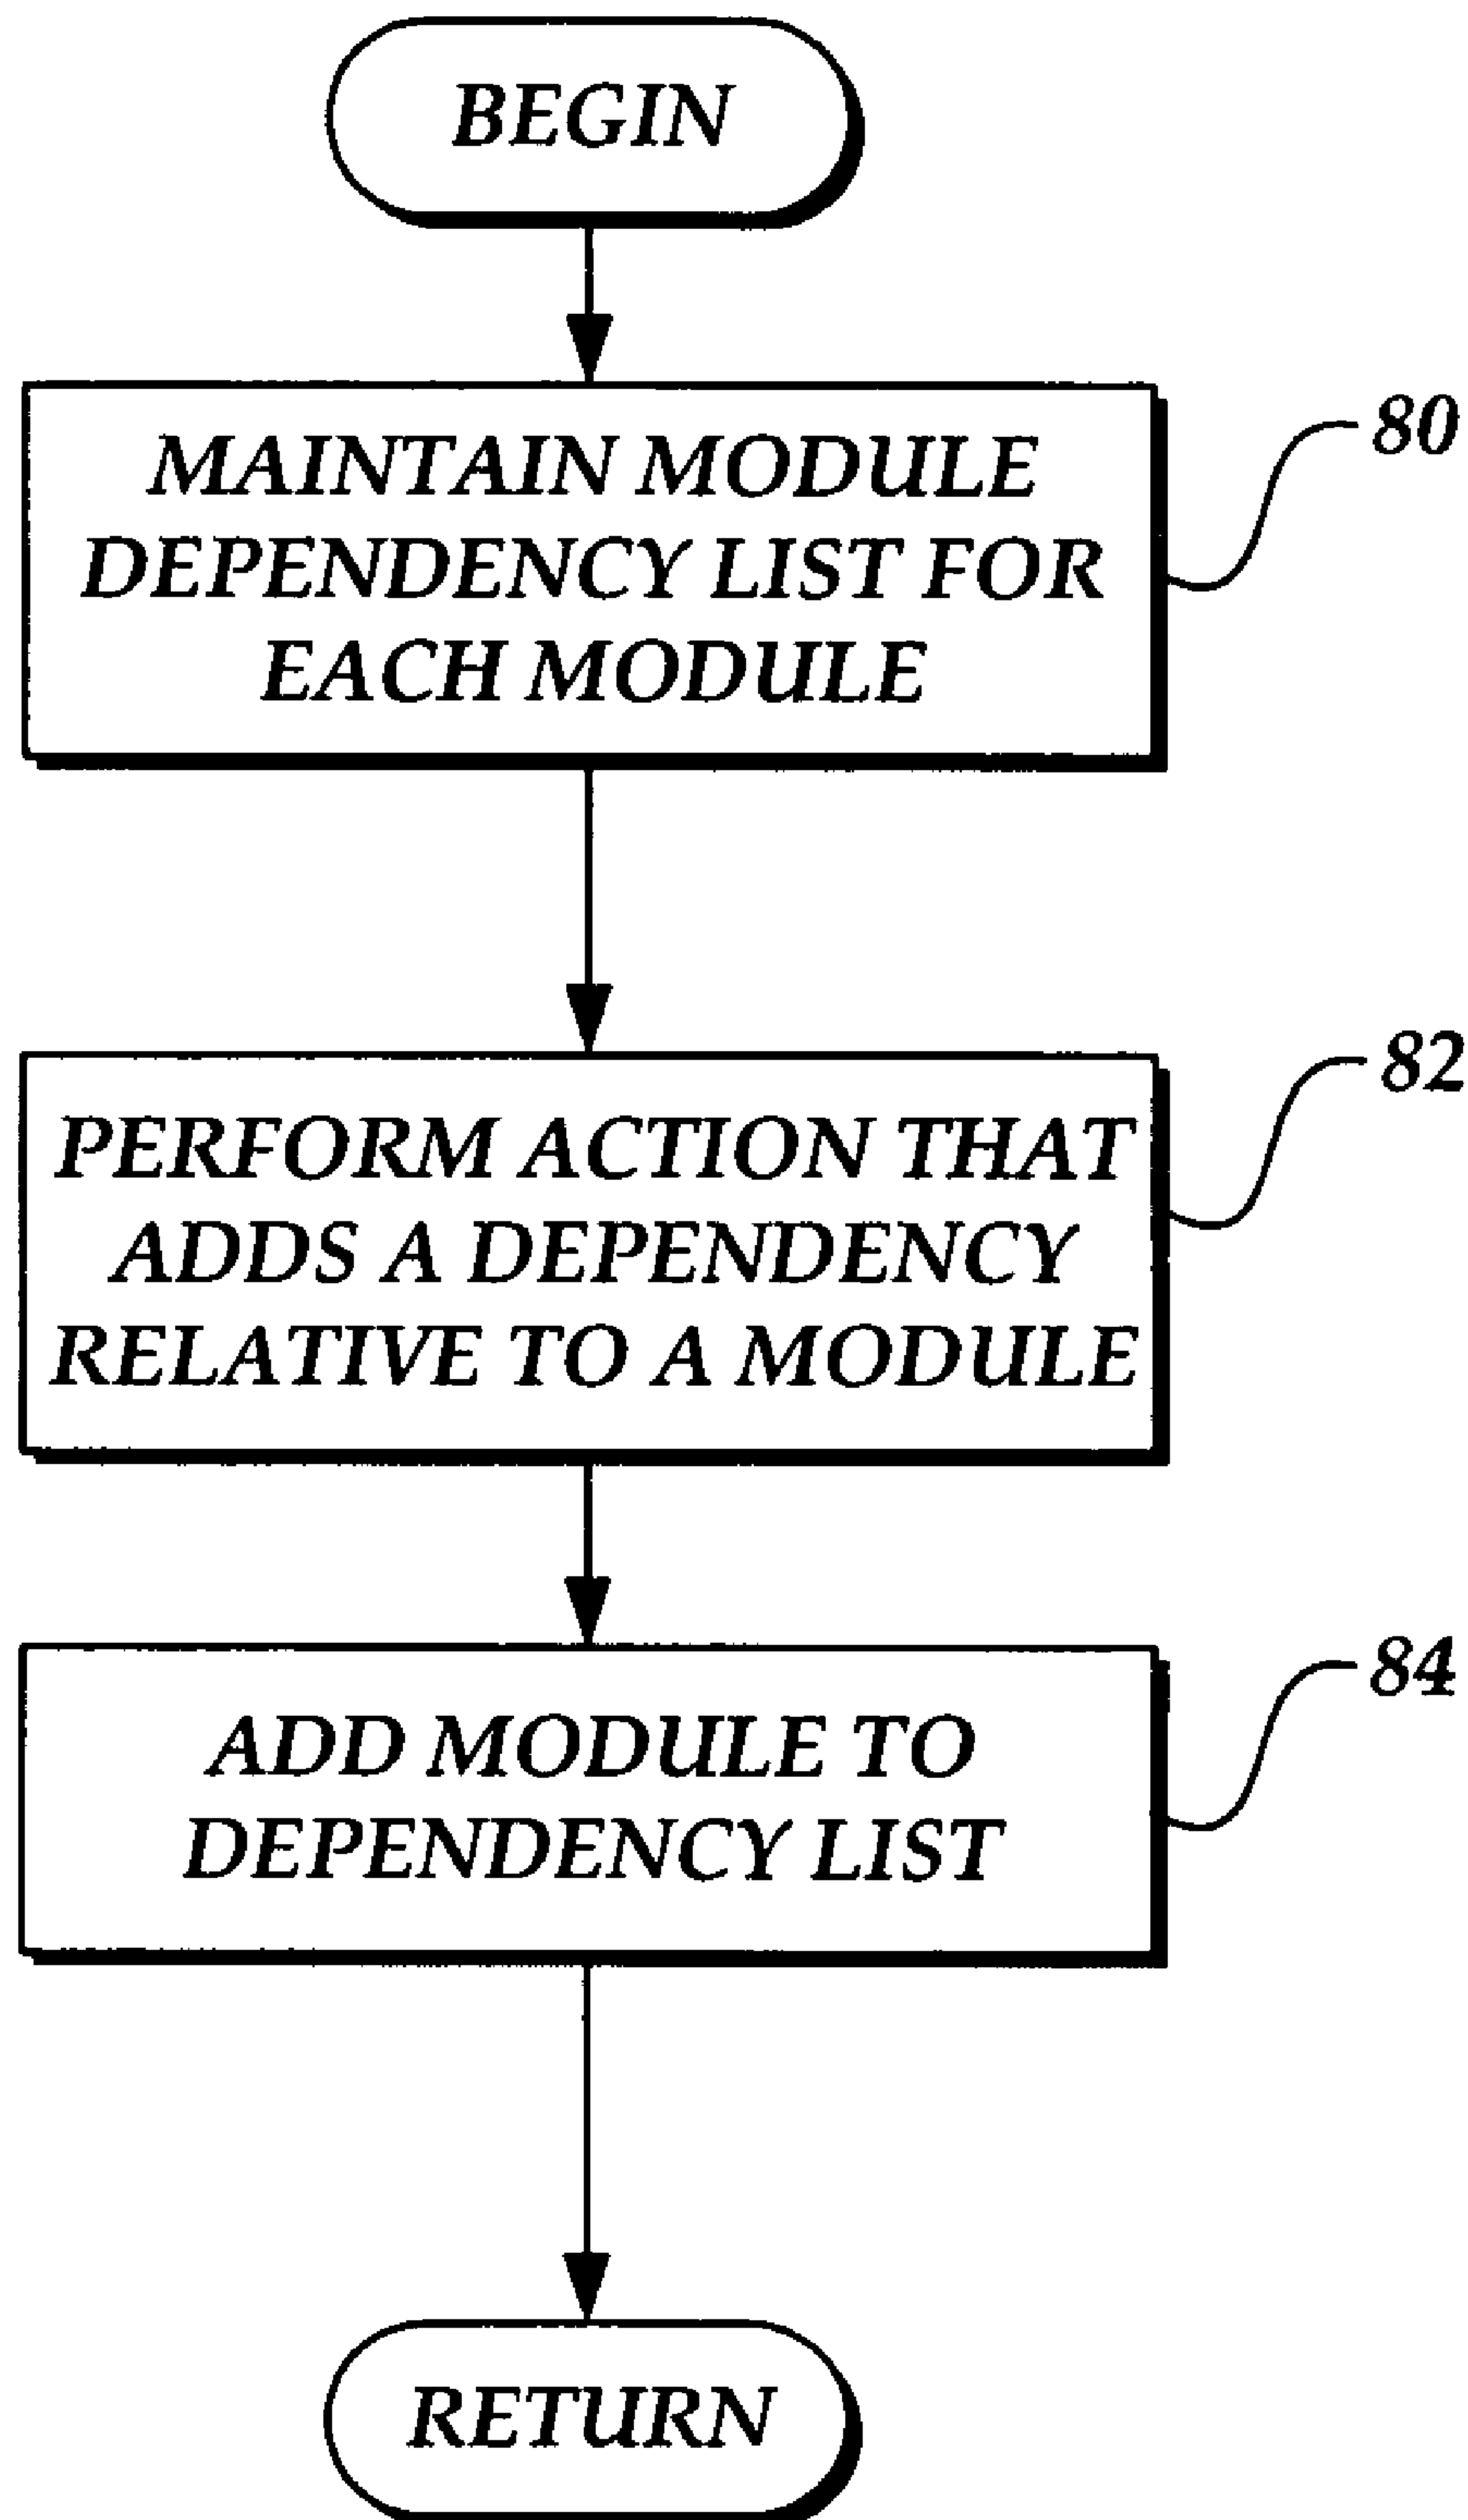 BEGIN
MAINTAIN MODULE
DEPENDENCY LIST FOR
EACH MODULE
80
PERFORM ACTION THAT
ADDS A DEPENDENCY
RELATIVE TO A MODULE
82
ADD MODULE TO
DEPENDENCY LIST
84
RETURN